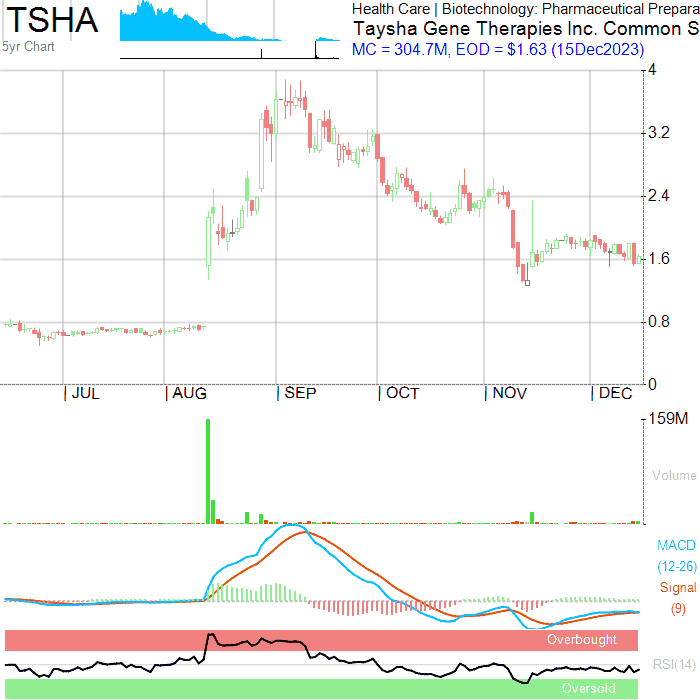 TSHA
5yr Chart
Health Care | Biotechnology: Pharmaceutical Prepara
Taysha Gene Therapies Inc. Common S
MC = 304.7M, EOD = $1.63 (15Dec2023)
4
3.2
2.4
1.6
0.8
0
JUL
AUG
SEP
OCT
NOV
DEC
159M
Volume
MACD
(12-26)
Signal
(9)
Overbought
RSI(14)
Oversold